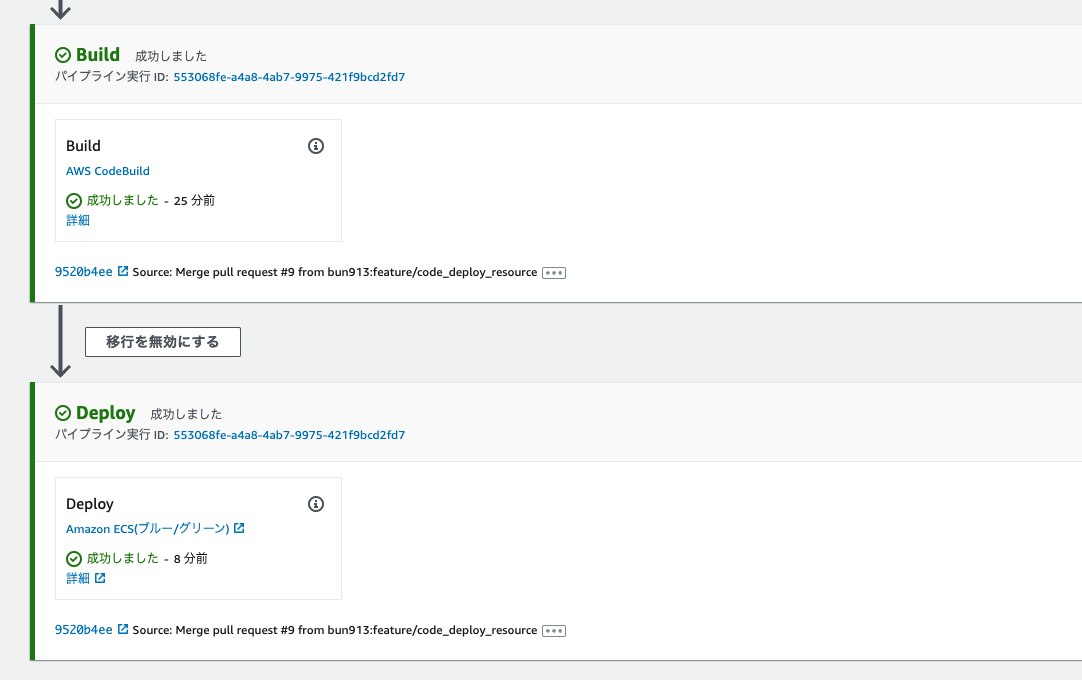 Build 成功しました
パイプライン実行 ID: 553068fe-a4a8-4ab7-9975-421f9bcd2fd7
Build
AWS CodeBuild
成功しました - 25 分前
詳細
9520b4ee Source: Merge pull request #9 from bun913:feature/code_deploy_resource
移行を無効にする
Deploy 成功しました
パイプライン実行 ID: 553068fe-a4a8-4ab7-9975-421f9bcd2fd7
Deploy
Amazon ECS(ブルー/グリーン)
成功しました - 8 分前
詳細
9520b4ee Source: Merge pull request #9 from bun913:feature/code_deploy_resource